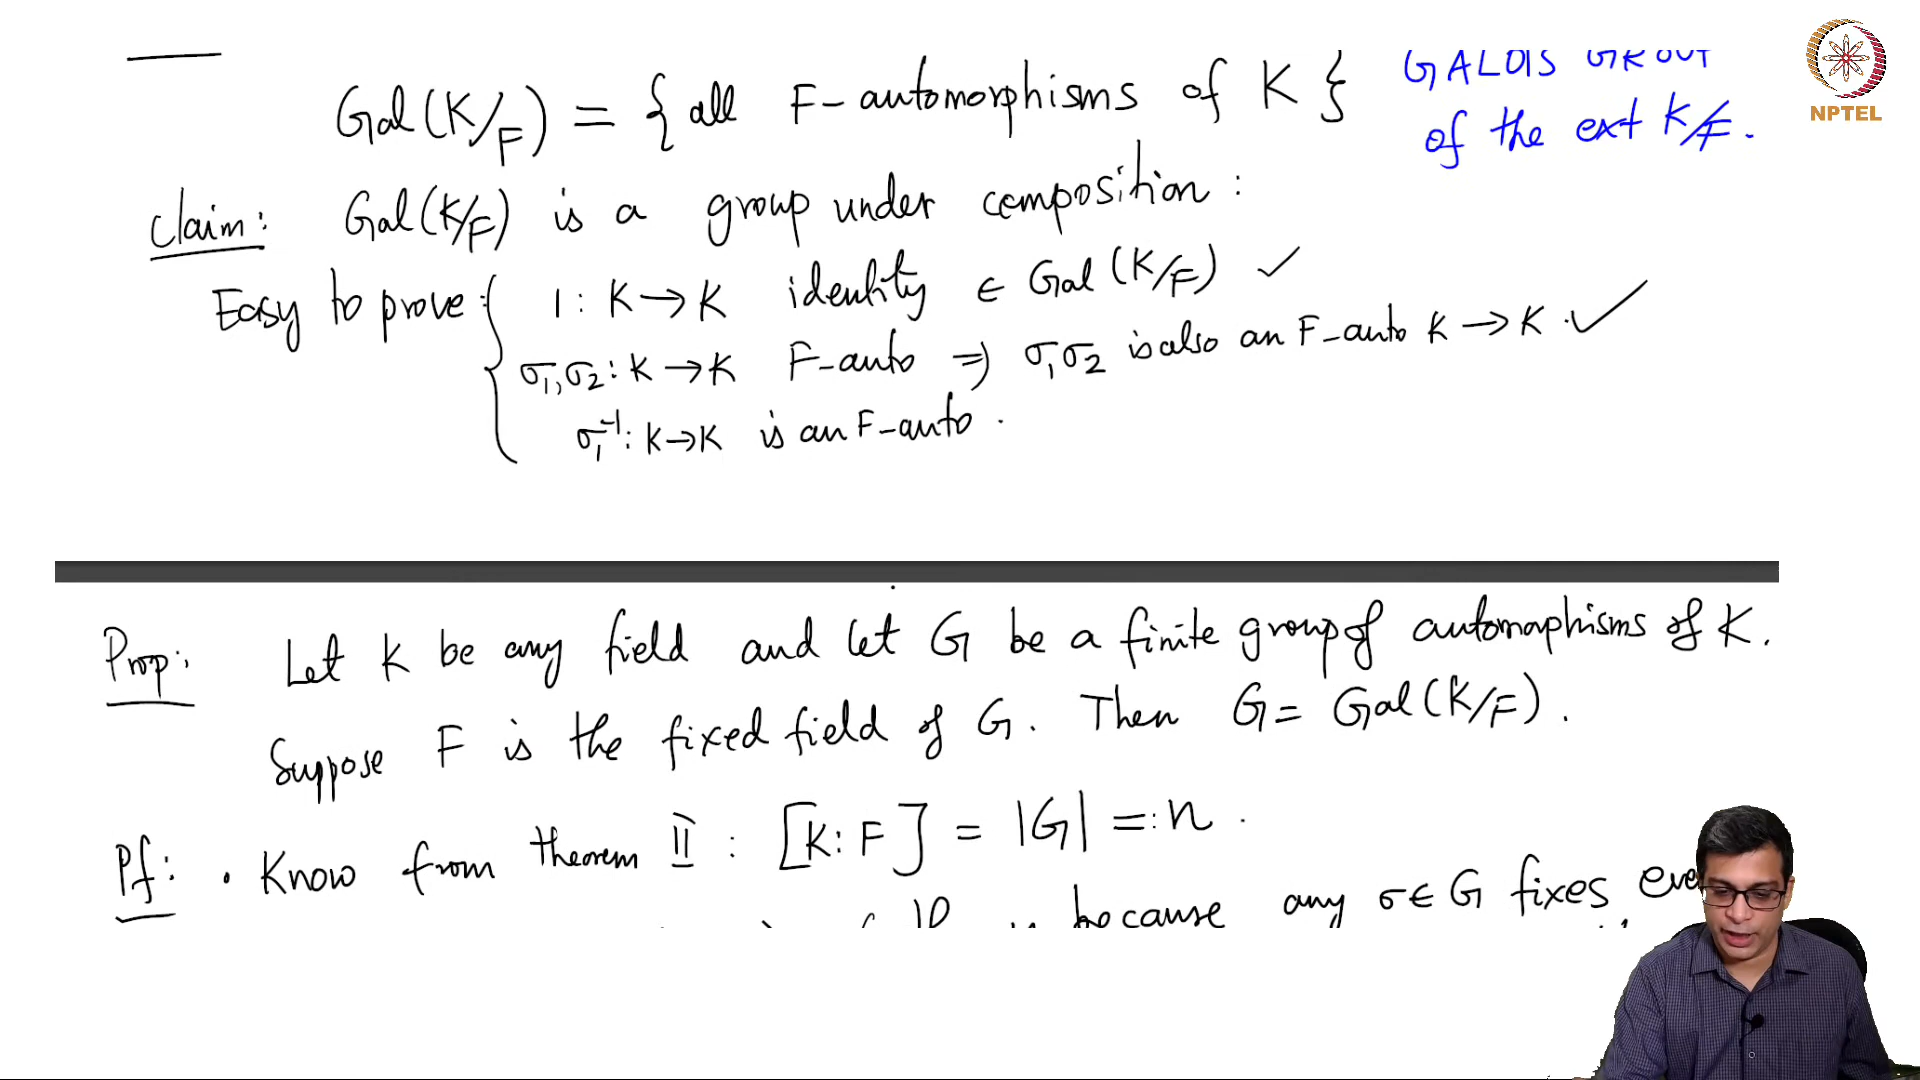 Gal(K/F) = { all F-automorphisms of K }
GALOIS GROUP
of the ext K/F.
NPTEL
Claim: Gal(K/F) is a group under composition:
Easy to prove: { 1: K → K identity ∈ Gal(K/F) ✓
σ₁, σ₂: K → K F-auto ⇒ σ₁σ₂ is also an F-auto K → K. ✓
σ₁⁻¹: K → K is an F-auto.
Prop: Let K be any field and let G be a finite group of automorphisms of K.
Suppose F is the fixed field of G. Then G = Gal(K/F).
Pf: • Know from theorem II: [K:F] = |G| =: n.
because any σ ∈ G fixes